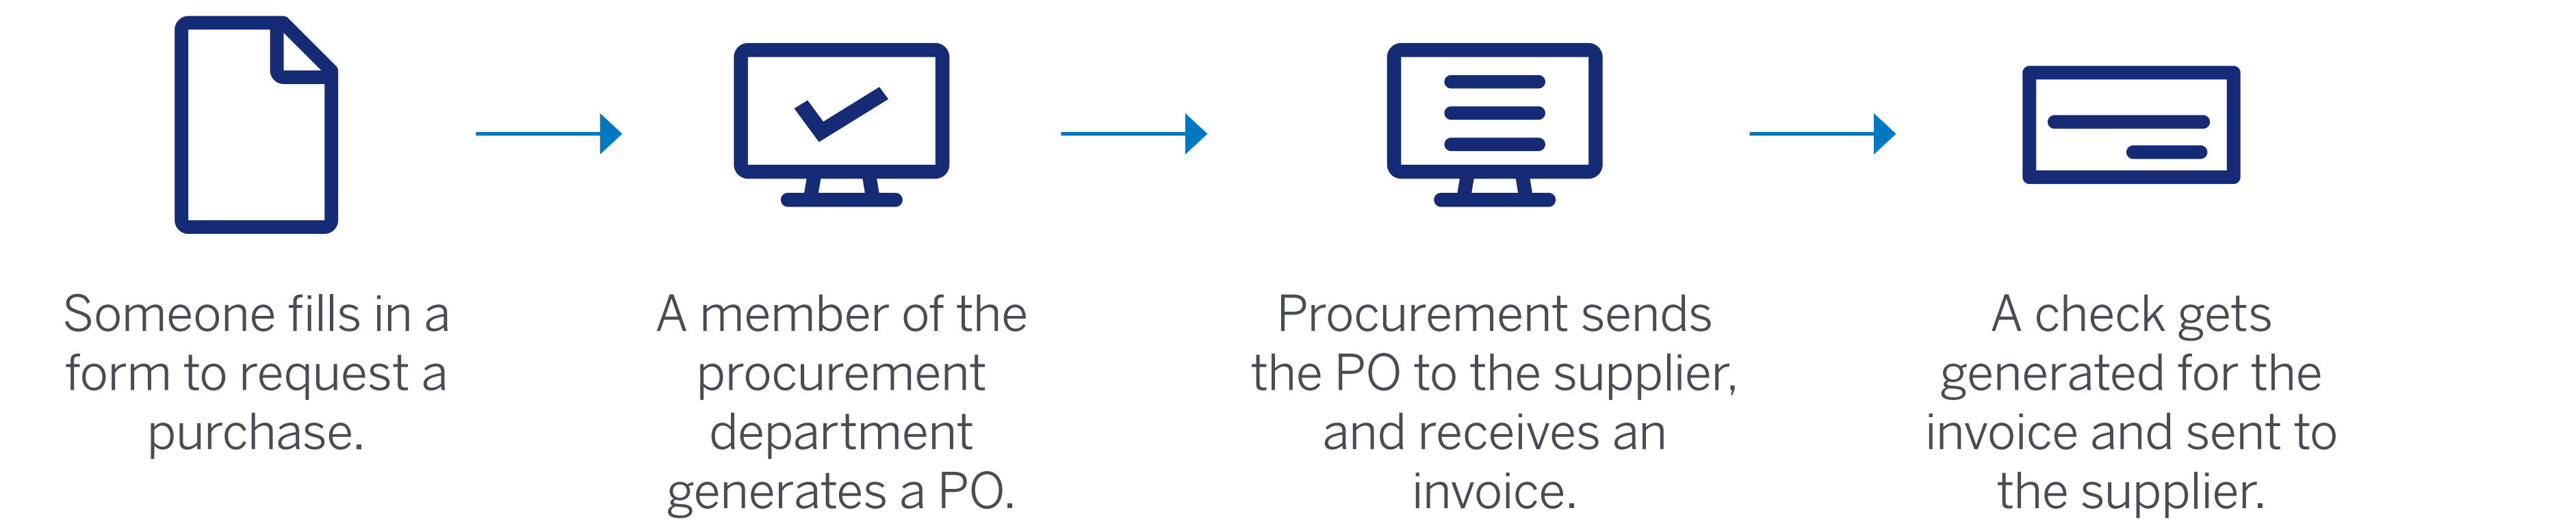 Someone fills in a
form to request a
purchase.
A member of the
procurement
department
generates a PO.
Procurement sends
the PO to the supplier,
and receives an
invoice.
A check gets
generated for the
invoice and sent to
the supplier.